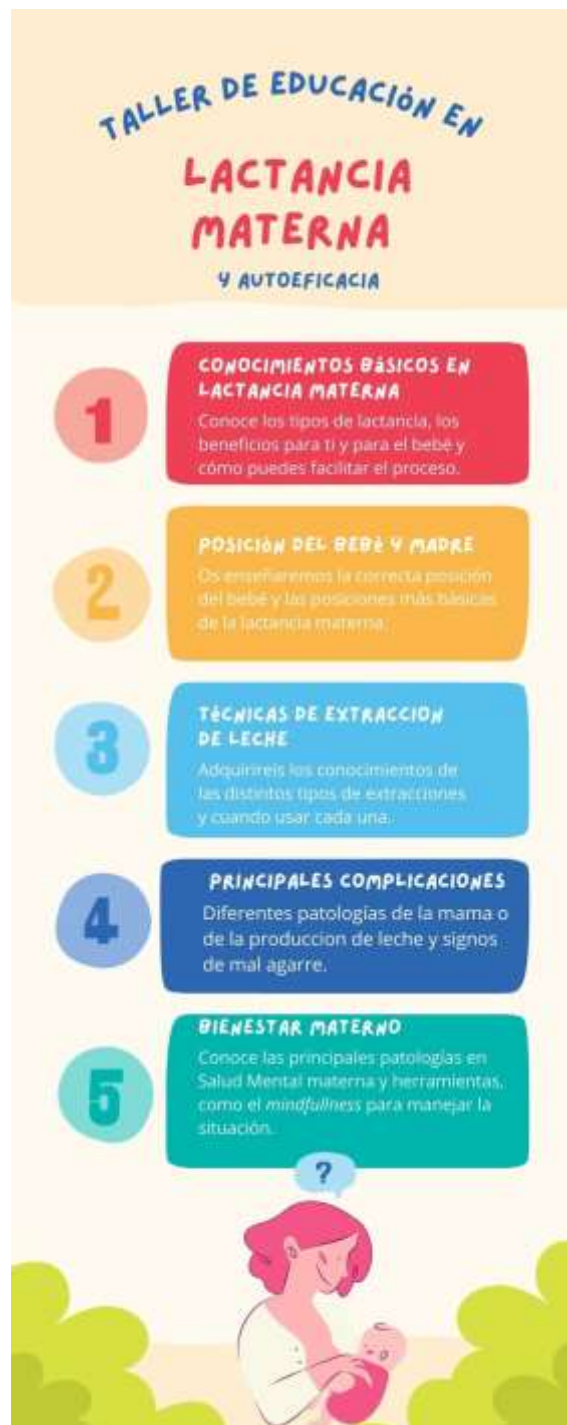 TALLER DE EDUCACIÓN EN
LACTANCIA
MATERNA
Y AUTOEFICACIA
1
CONOCIMIENTOS BÁSICOS EN
LACTANCIA MATERNA
Conoce los tipos de lactancia, los
beneficios para ti y para el bebé y
cómo puedes facilitar el proceso.
2
POSICIÓN DEL BEBÉ Y MADRE
Os enseñaremos la correcta posición
del bebé y las posiciones más básicas
de la lactancia materna.
3
TÉCNICAS DE EXTRACCION
DE LECHE
Adquirireis los conocimientos de
las distintos tipos de extracciones
y cuando usar cada una.
4
PRINCIPALES COMPLICACIONES
Diferentes patologías de la mama o
de la produccion de leche y signos
de mal agarre.
5
BIENESTAR MATERNO
Conoce las principales patologías en
Salud Mental materna y herramientas,
como el mindfullness para manejar la
situación.
?